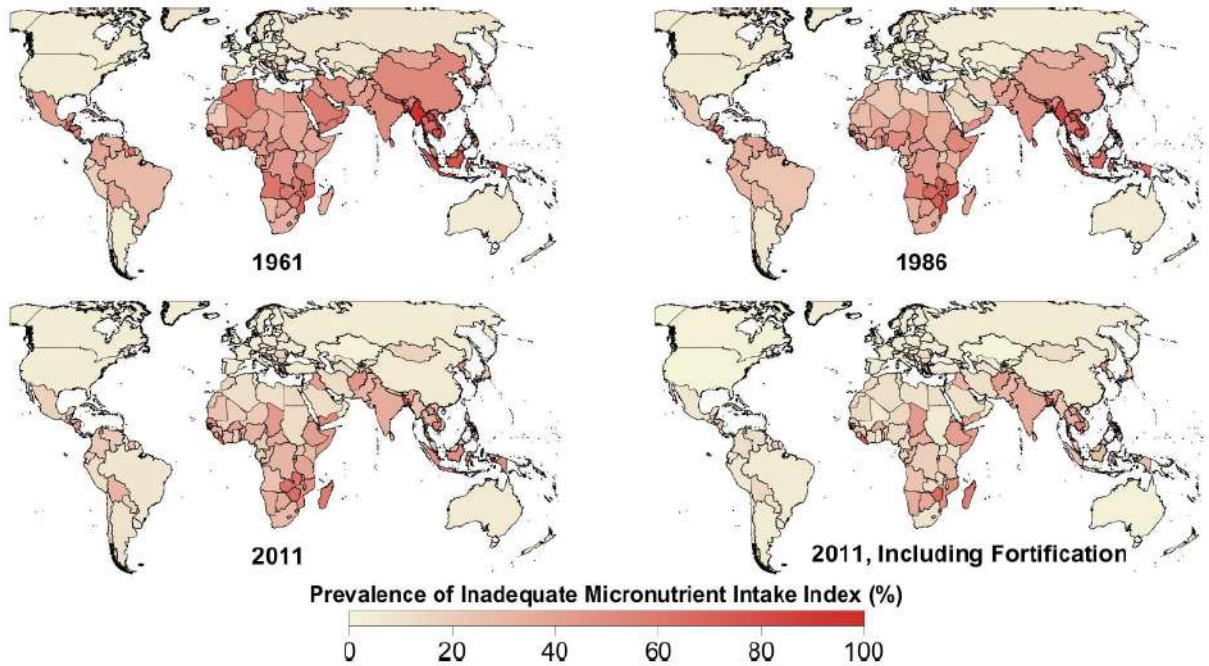 1961
1986
2011
2011, Including Fortification
Prevalence of Inadequate Micronutrient Intake Index (%)
0 20 40 60 80 100